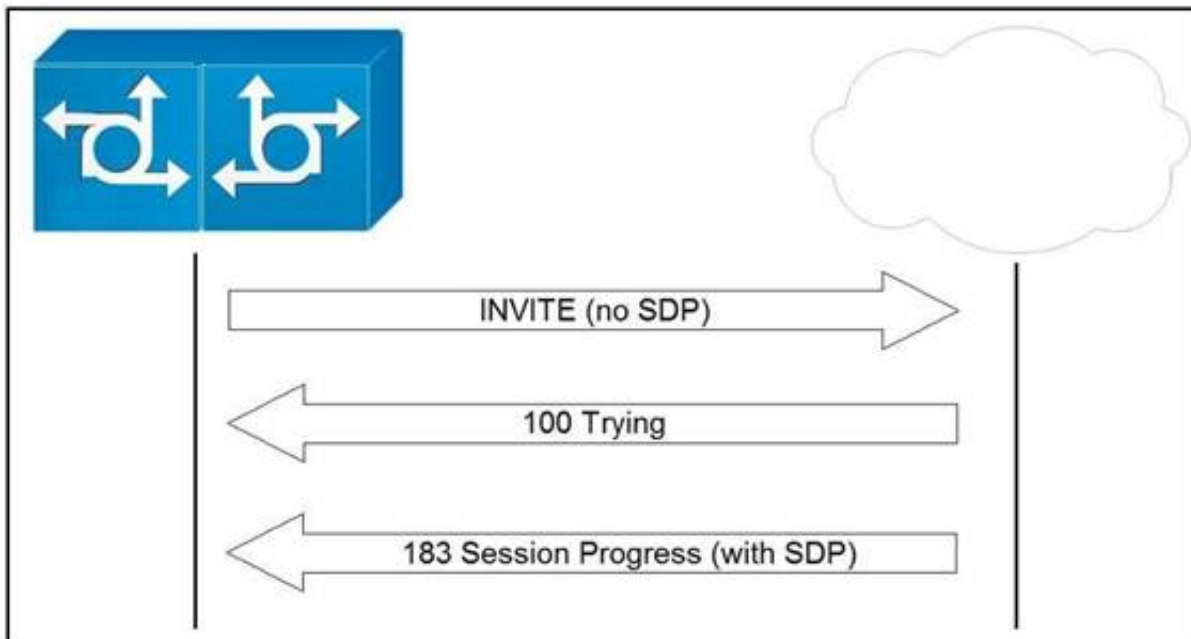 INVITE (no SDP)
100 Trying
183 Session Progress (with SDP)